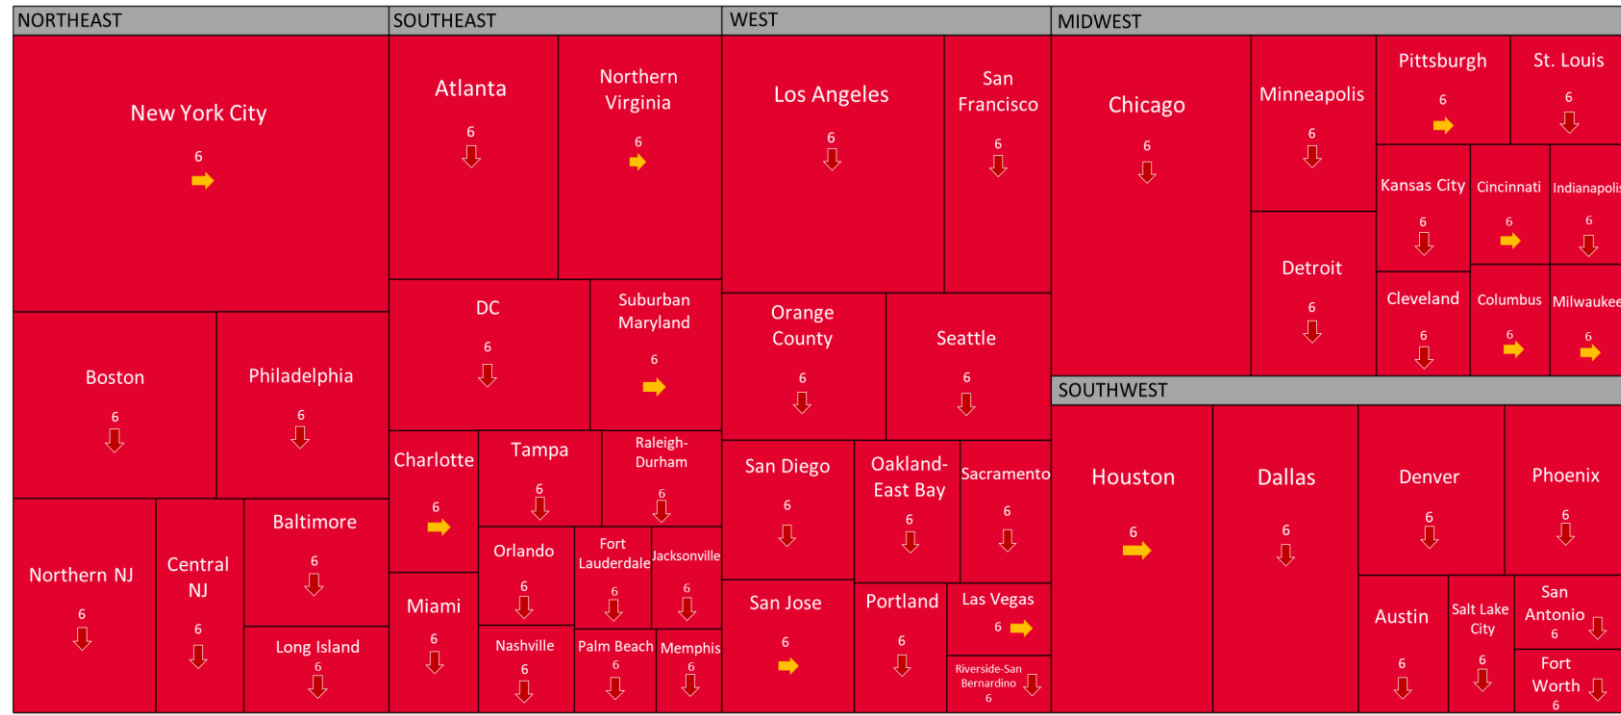 NORTHEAST
New York City
6
Boston
6
Philadelphia
6
Northern NJ
6
Central
NJ
6
Baltimore
6
Long Island
6
SOUTHEAST
Atlanta
6
Northern
Virginia
6
DC
6
Suburban
Maryland
6
Charlotte
6
Tampa
6
Raleigh-
Durham
6
Miami
6
Orlando
6
Fort
Lauderdale
6
Jacksonville
6
Nashville
6
Palm Beach
6
Memphis
6
WEST
Los Angeles
6
San
Francisco
6
Orange
County
6
Seattle
6
San Diego
6
Oakland-
East Bay
6
Sacramento
6
San Jose
6
Portland
6
Las Vegas
6
Riverside-San
Bernardino
6
MIDWEST
Chicago
6
Minneapolis
6
Detroit
6
Pittsburgh
6
St. Louis
6
Kansas City
6
Cincinnati
6
Indianapolis
6
Cleveland
6
Columbus
6
Milwaukee
6
SOUTHWEST
Houston
6
Dallas
6
Denver
6
Phoenix
6
Austin
6
Salt Lake
City
6
San
Antonio
6
Fort
Worth
6